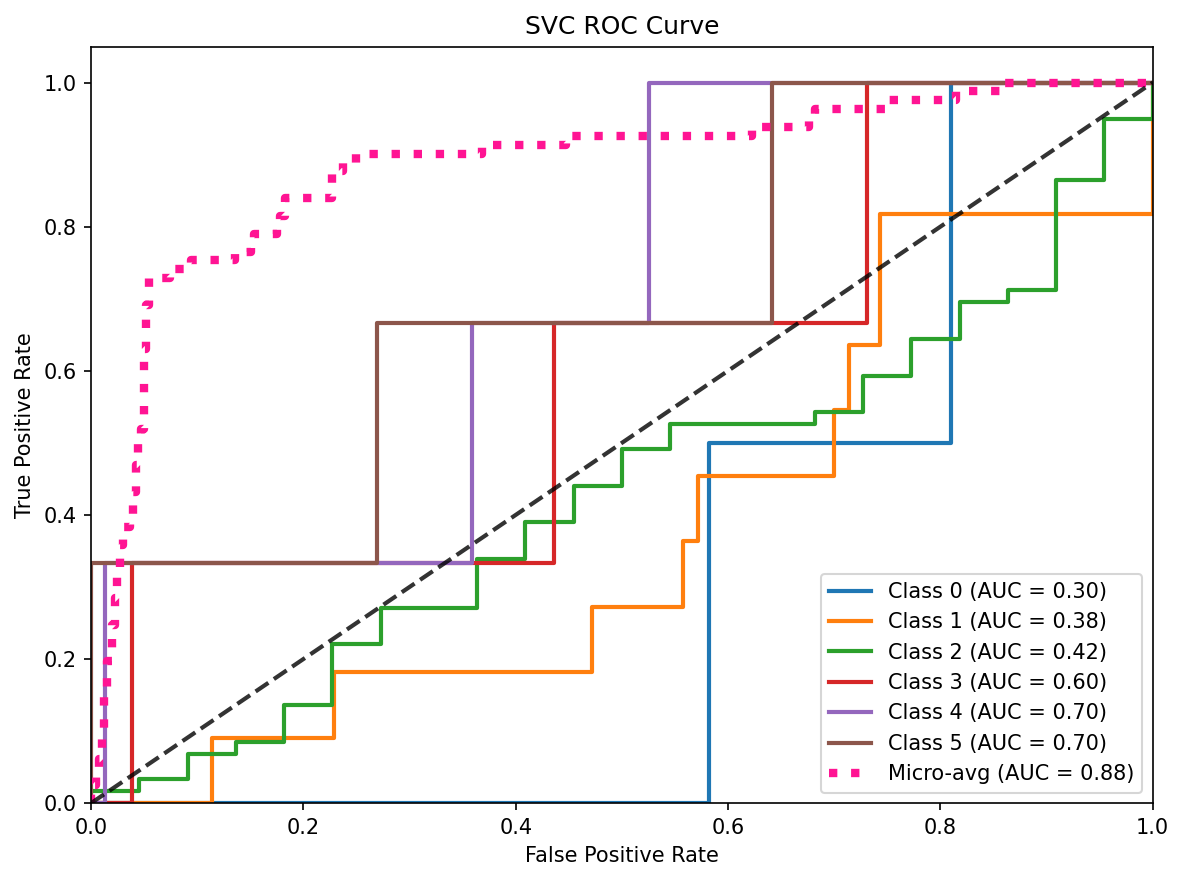 SVC ROC Curve
True Positive Rate
1.0
0.8
0.6
0.4
0.2
0.0
0.0 0.2 0.4 0.6 0.8 1.0
False Positive Rate
Class 0 (AUC = 0.30)
Class 1 (AUC = 0.38)
Class 2 (AUC = 0.42)
Class 3 (AUC = 0.60)
Class 4 (AUC = 0.70)
Class 5 (AUC = 0.70)
Micro-avg (AUC = 0.88)